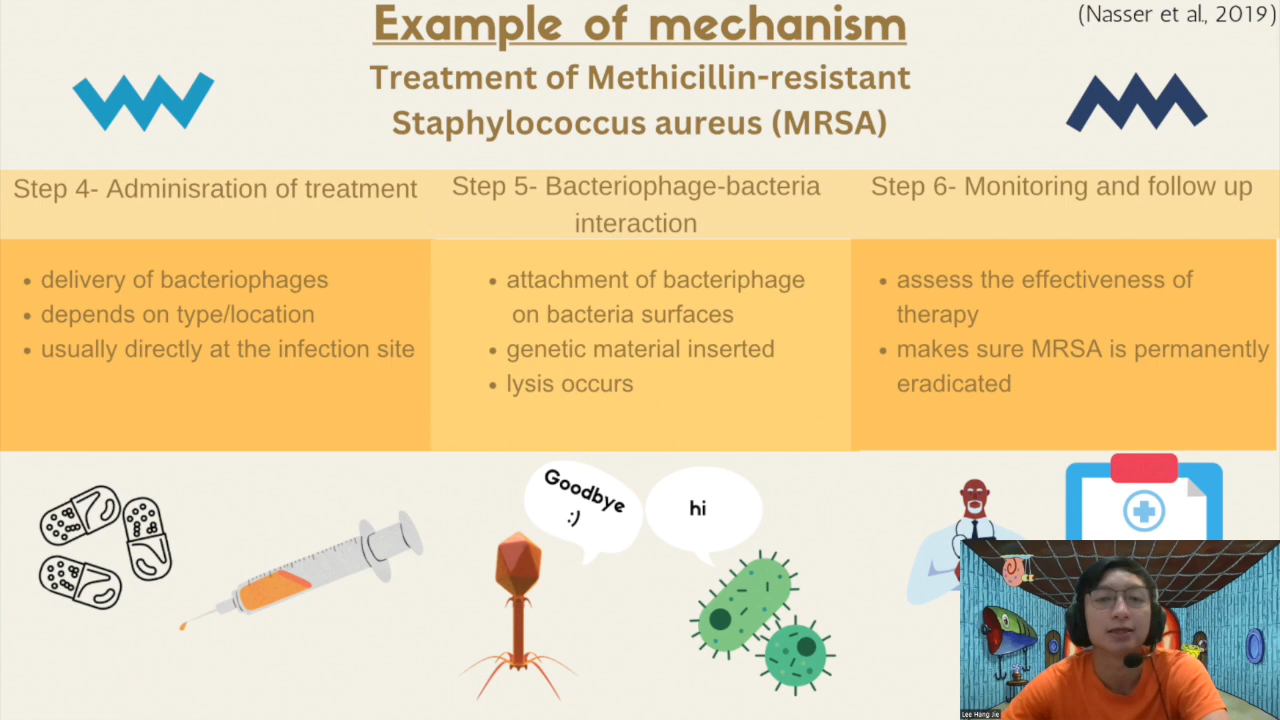 Example of mechanism
(Nasser et al., 2019)
Treatment of Methicillin-resistant
Staphylococcus aureus (MRSA)
Step 4- Adminisration of treatment
delivery of bacteriophages
depends on type/location
usually directly at the infection site
Step 5- Bacteriophage-bacteria
interaction
attachment of bacteriphage
on bacteria surfaces
genetic material inserted
lysis occurs
Step 6- Monitoring and follow up
assess the effectiveness of
therapy
makes sure MRSA is permanently
eradicated
Goodbye
:)
hi
Lee Hang Jie